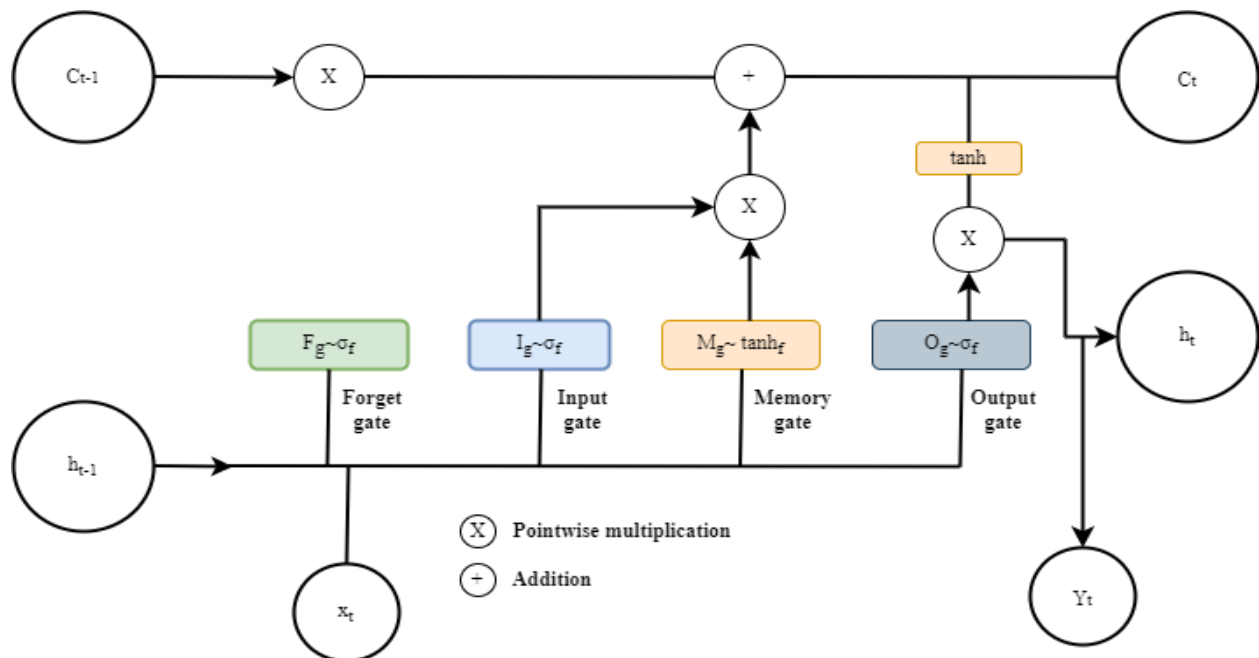 Ct-1
X
+
Ct
tanh
X
X
Fg~σf
Ig~σf
Mg~ tanhf
Og~σf
ht
Forget
gate
Input
gate
Memory
gate
Output
gate
ht-1
X Pointwise multiplication
+ Addition
xt
Yt